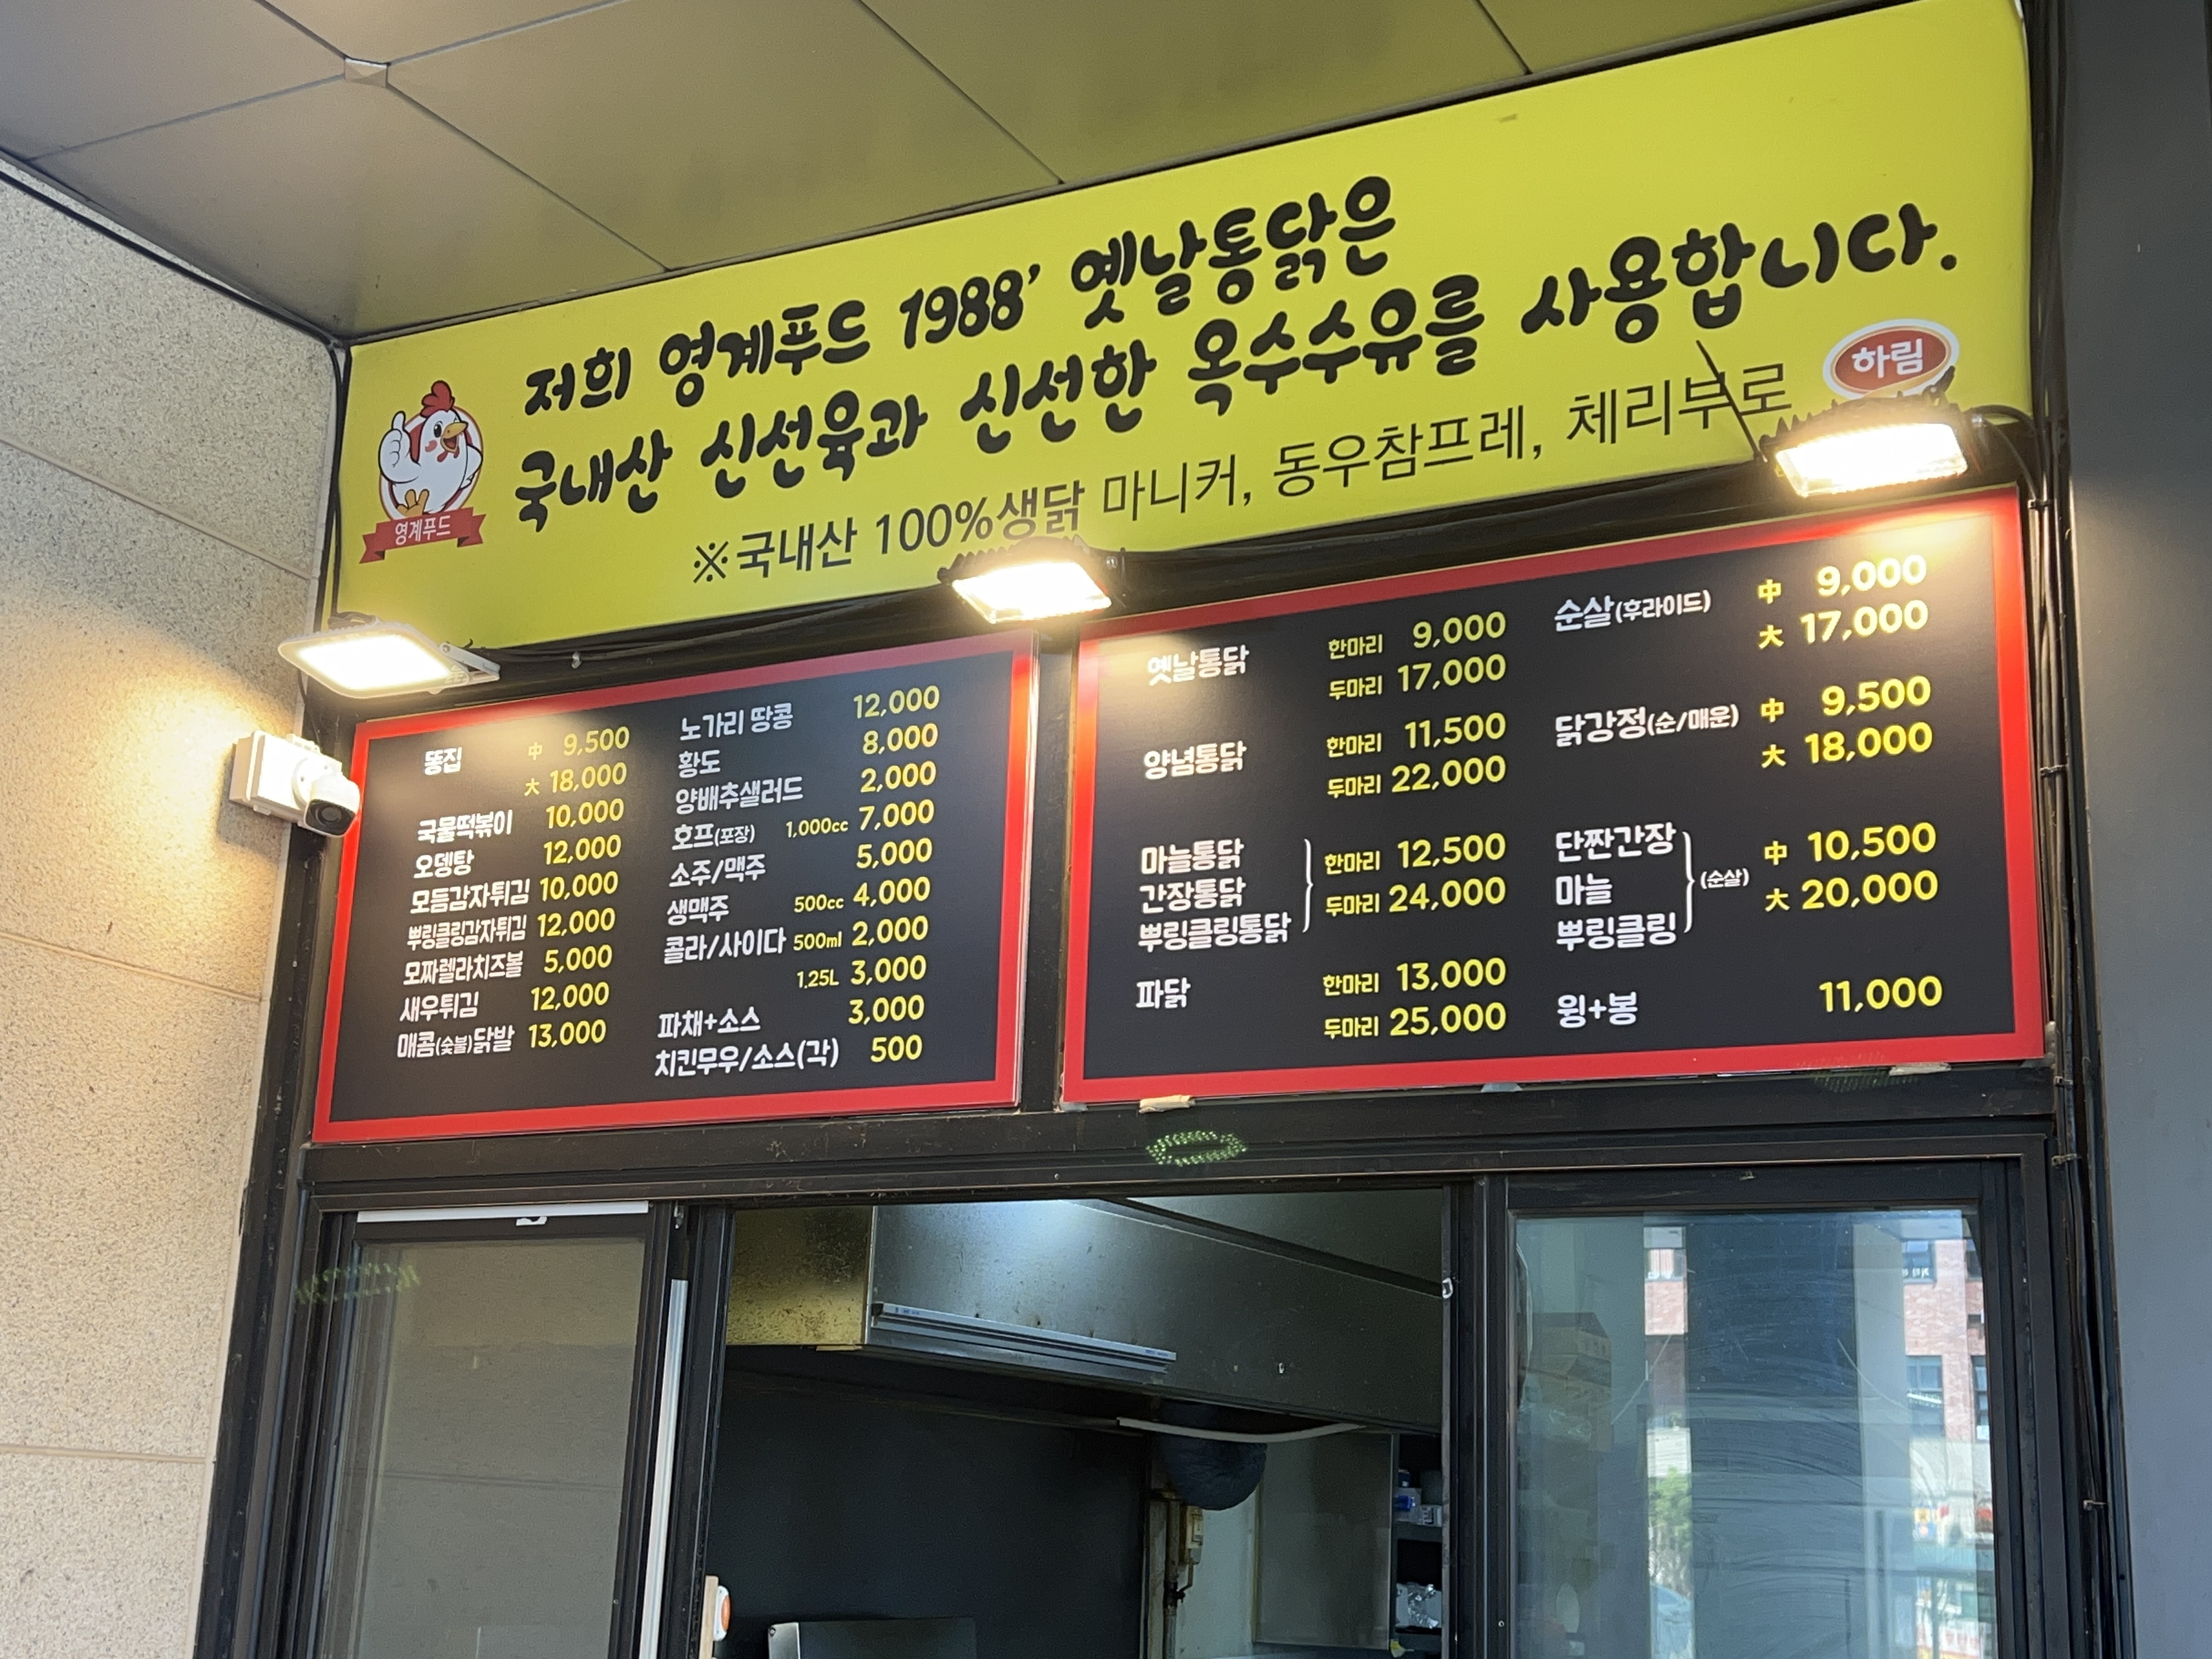 저희 영계푸드 1988' 옛날통닭은
국내산 신선육과 신선한 옥수수유를 사용합니다.
※국내산 100%생닭 마니커, 동우참프레, 체리부로
하림
영계푸드
똥집 中 9,500
大 18,000
국물떡볶이 10,000
오뎅탕 12,000
모듬감자튀김 10,000
뿌링클링감자튀김 12,000
모짜렐라치즈볼 5,000
새우튀김 12,000
매콤(숯불)닭발 13,000
노가리 땅콩 12,000
황도 8,000
양배추샐러드 2,000
호프(포장) 1,000cc 7,000
소주/맥주 5,000
생맥주 500cc 4,000
콜라/사이다 500ml 2,000
1.25L 3,000
파채+소스 3,000
치킨무우/소스(각) 500
옛날통닭 한마리 9,000
두마리 17,000
양념통닭 한마리 11,500
두마리 22,000
마늘통닭
간장통닭
뿌링클링통닭
한마리 12,500
두마리 24,000
파닭 한마리 13,000
두마리 25,000
순살(후라이드) 中 9,000
大 17,000
닭강정(순/매운) 中 9,500
大 18,000
단짠간장
마늘
뿌링클링
(순살)
中 10,500
大 20,000
윙+봉 11,000